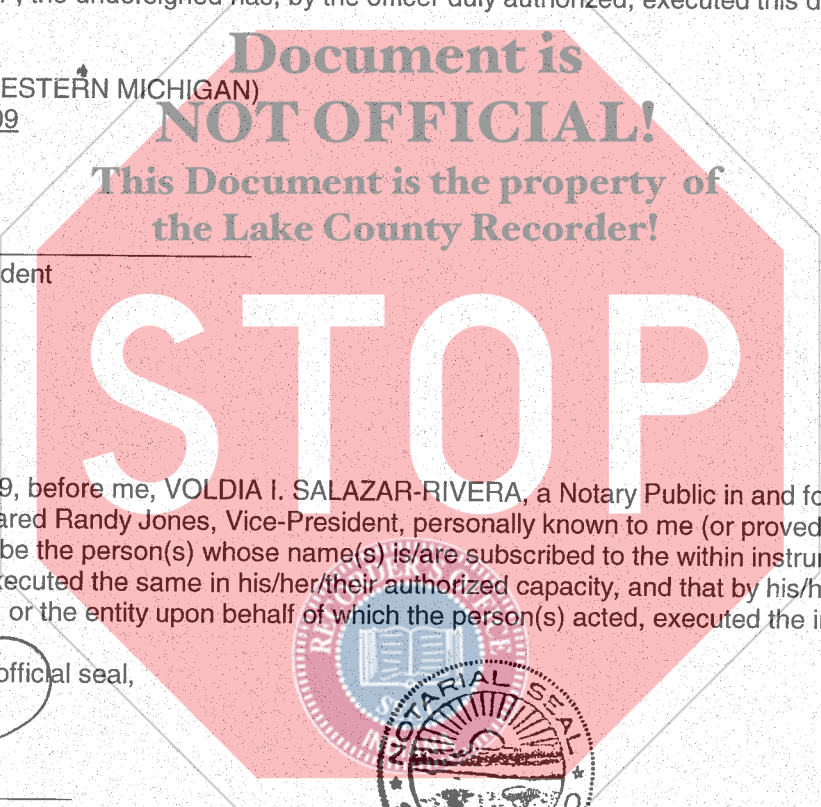 , the undersigned has, by the officer duly authorized, executed this d
Document is
ESTERN MICHIGAN)
09
NOT OFFICIAL!
This Document is the property of
the Lake County Recorder!
dent
STOP
9, before me, VOLDIA I. SALAZAR-RIVERA, a Notary Public in and fo
ared Randy Jones, Vice-President, personally known to me (or proved
be the person(s) whose name(s) is/are subscribed to the within instru
xecuted the same in his/her/their authorized capacity, and that by his/h
or the entity upon behalf of which the person(s) acted, executed the i
RECORDER'S OFFICE
official seal,
SEAL
NOTARIAL SEAL